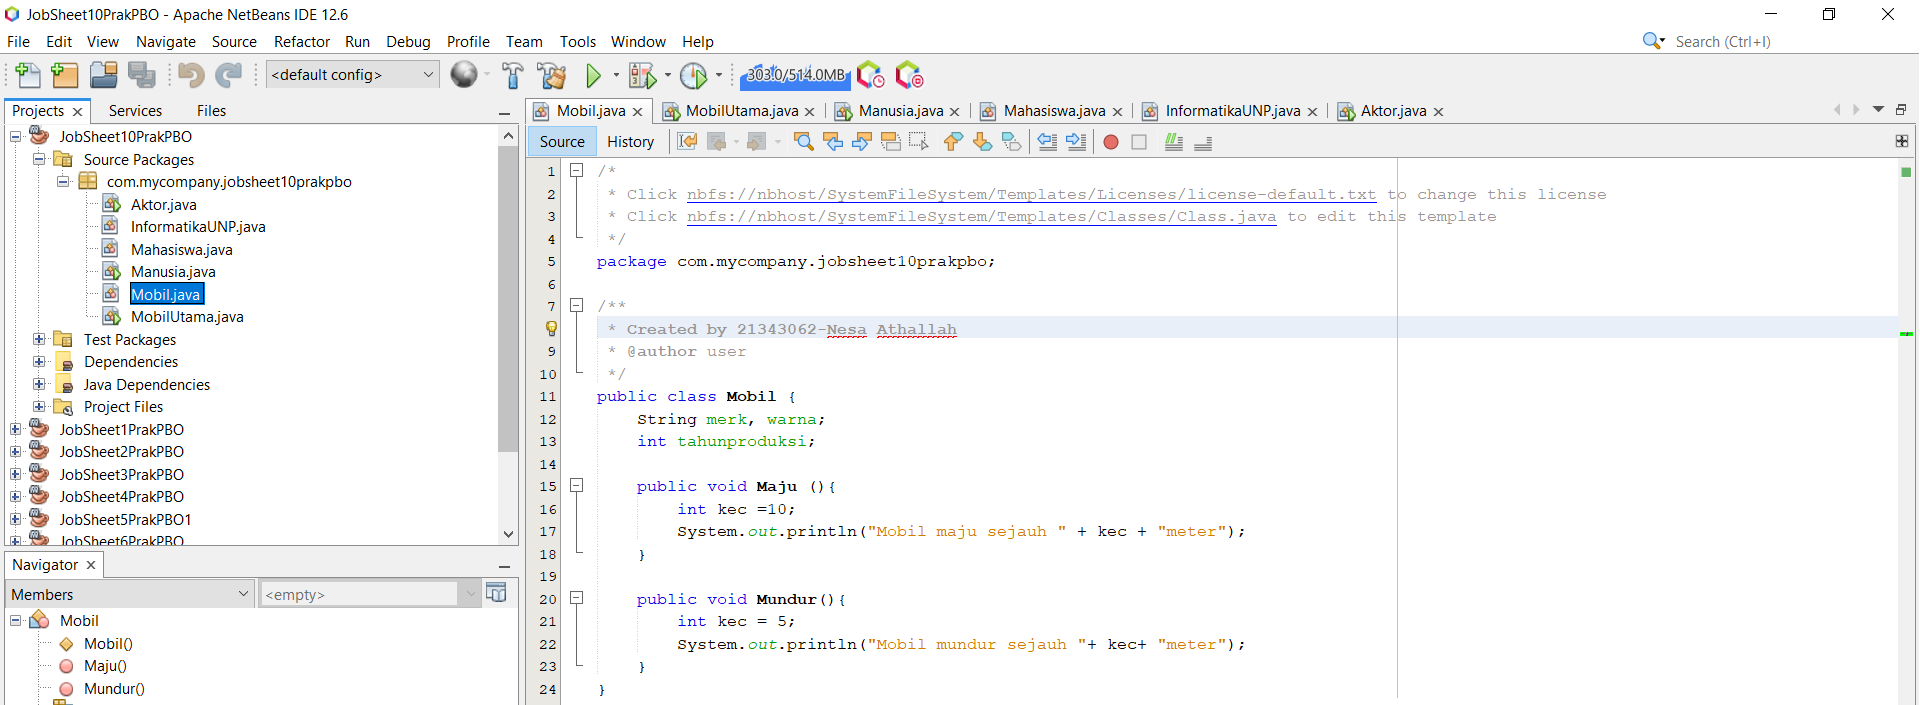 JobSheet10PrakPBO - Apache NetBeans IDE 12.6
File Edit View Navigate Source Refactor Run Debug Profile Team Tools Window Help
Search (Ctrl+I)
<default config>
303.0/514.0MB
Projects Services Files
JobSheet10PrakPBO
Source Packages
com.mycompany.jobsheet10prakpbo
Aktor.java
InformatikaUNP.java
Mahasiswa.java
Manusia.java
Mobil.java
MobilUtama.java
Test Packages
Dependencies
Java Dependencies
Project Files
JobSheet1PrakPBO
JobSheet2PrakPBO
JobSheet3PrakPBO
JobSheet4PrakPBO
JobSheet5PrakPBO1
JobSheet6PrakPBO
Navigator
Members
<empty>
Mobil
Mobil()
Maju()
Mundur()
Mobil.java MobilUtama.java Manusia.java Mahasiswa.java InformatikaUNP.java Aktor.java
Source History
1 /*
2 * Click nbfs://nbhost/SystemFileSystem/Templates/Licenses/license-default.txt to change this license
3 * Click nbfs://nbhost/SystemFileSystem/Templates/Classes/Class.java to edit this template
4 */
5 package com.mycompany.jobsheet10prakpbo;
6
7 /**
* Created by 21343062-Nesa Athallah
9 * @author user
10 */
11 public class Mobil {
12 String merk, warna;
13 int tahunproduksi;
14
15 public void Maju (){
16 int kec =10;
17 System.out.println("Mobil maju sejauh " + kec + "meter");
18 }
19
20 public void Mundur(){
21 int kec = 5;
22 System.out.println("Mobil mundur sejauh "+ kec+ "meter");
23 }
24 }